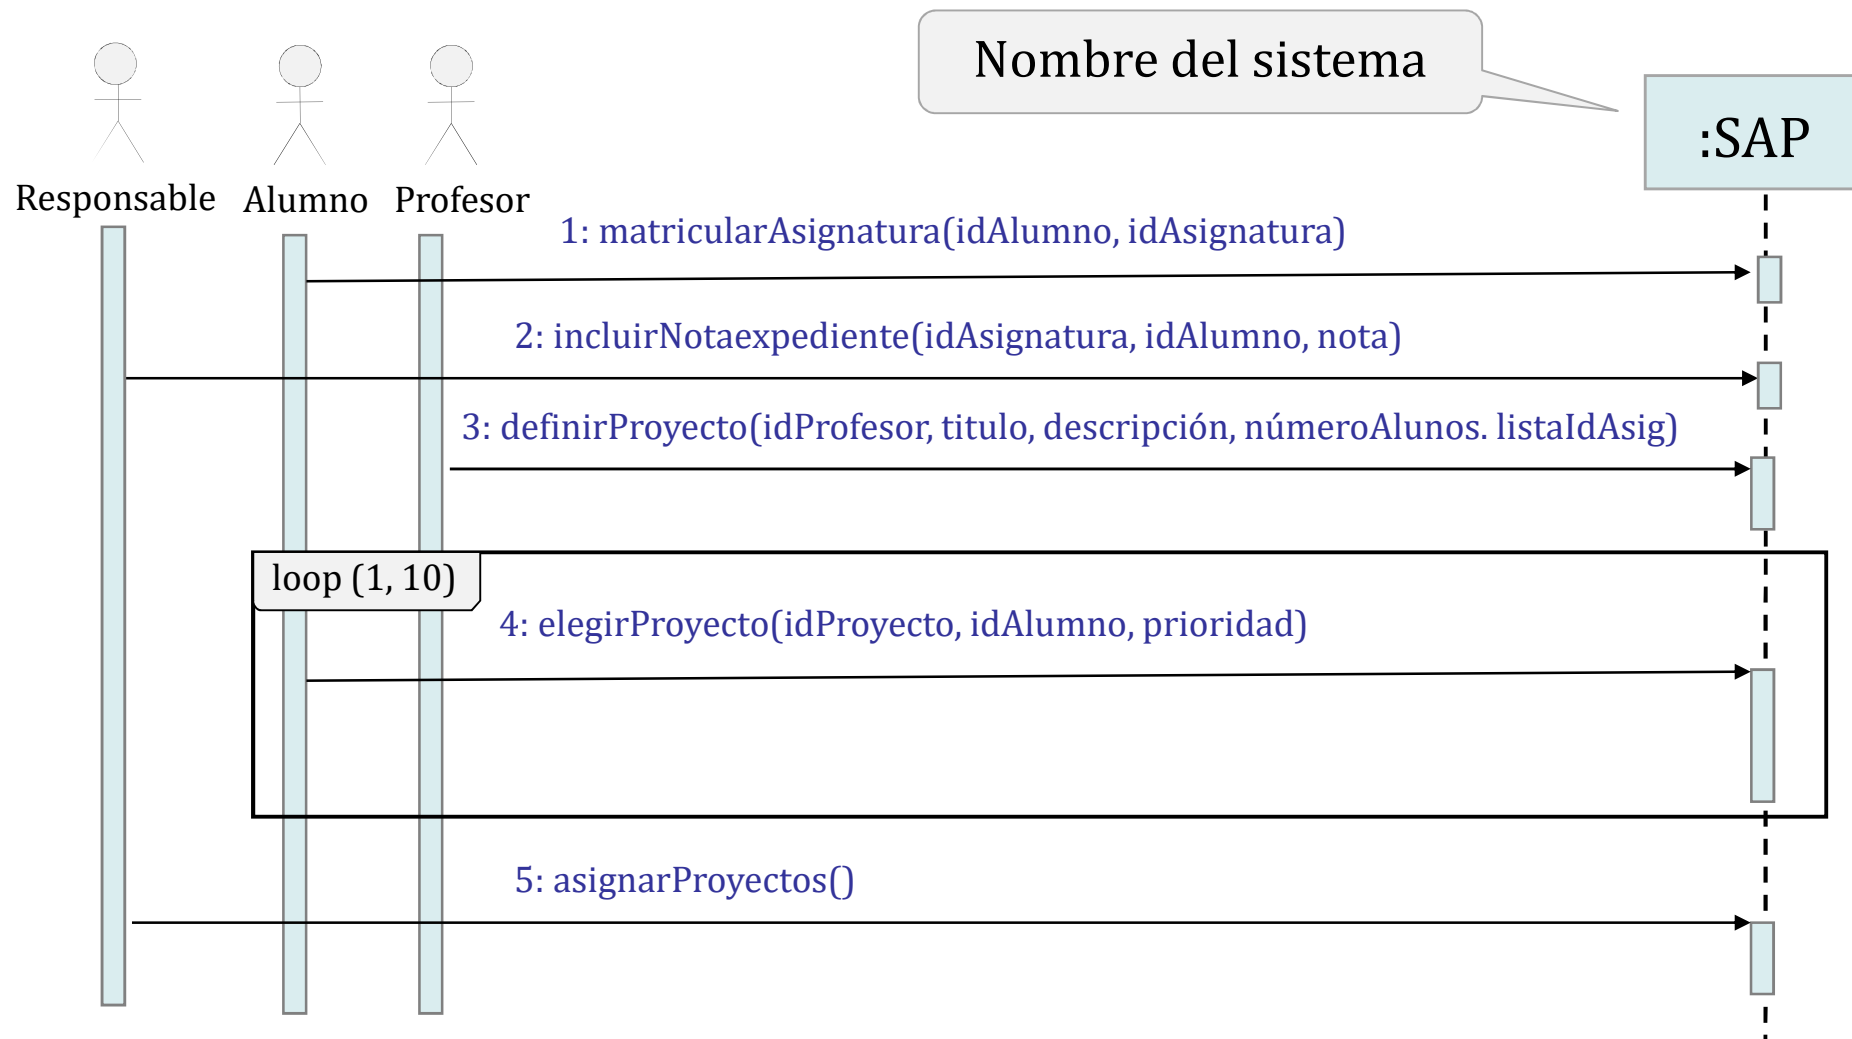 Nombre del sistema
:SAP
Responsable
Alumno
Profesor
1: matricularAsignatura(idAlumno, idAsignatura)
2: incluirNotaexpediente(idAsignatura, idAlumno, nota)
3: definirProyecto(idProfesor, titulo, descripción, númeroAlunos. listaIdAsig)
loop (1, 10)
4: elegirProyecto(idProyecto, idAlumno, prioridad)
5: asignarProyectos()